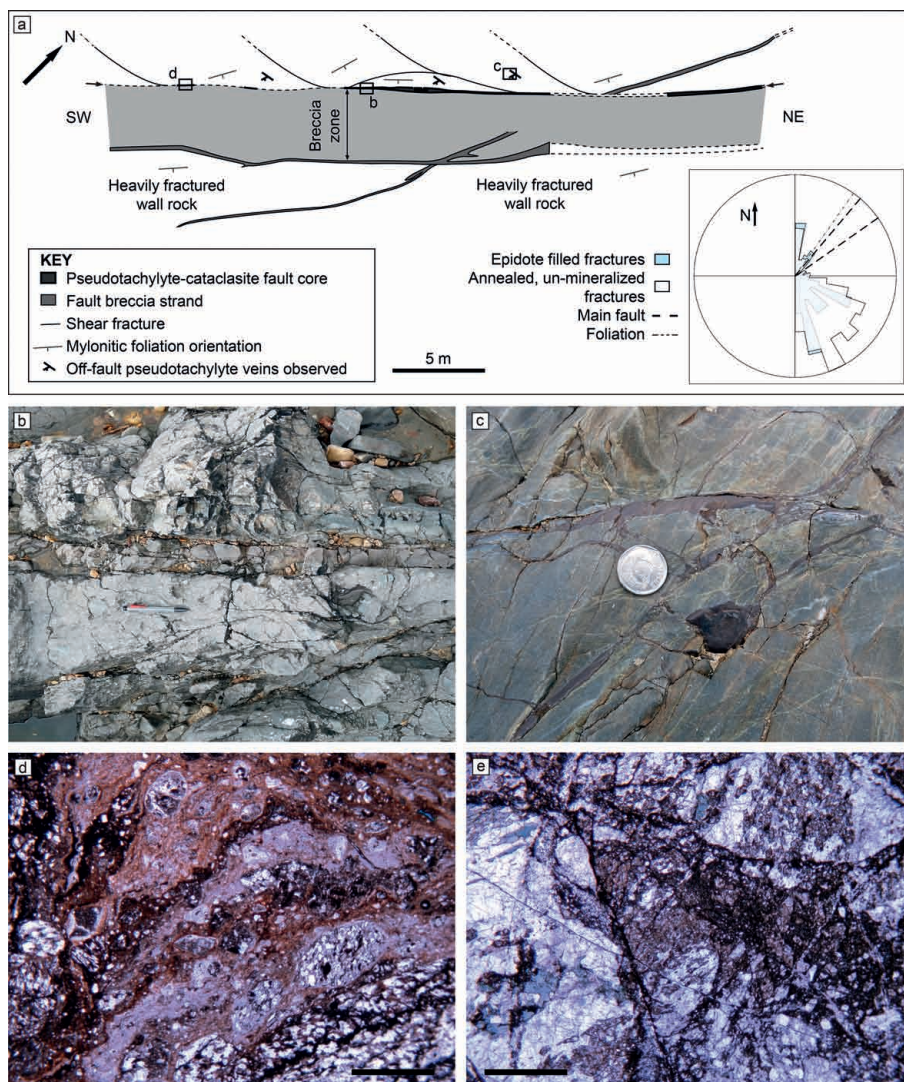 a
N
d
c
b
SW
NE
Breccia
zone
Heavily fractured
wall rock
Heavily fractured
wall rock
KEY
Pseudotachylyte-cataclasite fault core
Fault breccia strand
Shear fracture
Mylonitic foliation orientation
Off-fault pseudotachylyte veins observed
5 m
N
Epidote filled fractures
Annealed, un-mineralized
fractures
Main fault
Foliation
b
c
d
e